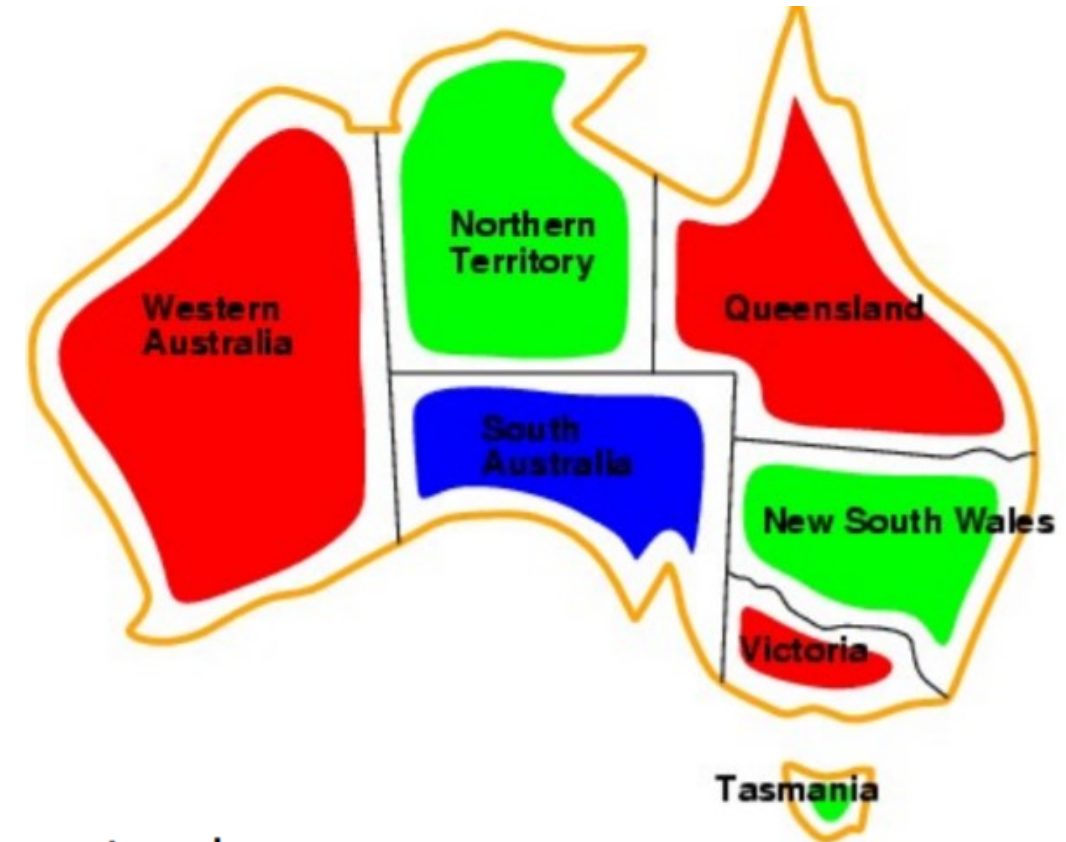 Northern
Territory
Western
Australia
Queensland
South
Australia
New South Wales
Victoria
Tasmania